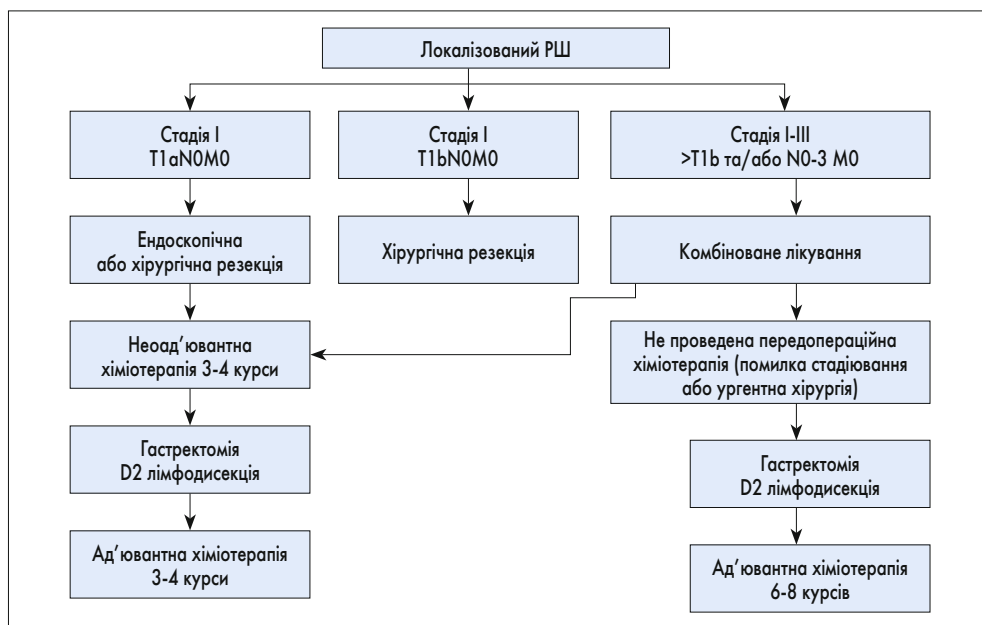 Локалізований РШ
Стадія I
T1aN0M0
Стадія I
T1bN0M0
Стадія I-III
>T1b та/або N0-3 M0
Ендоскопічна
або хірургічна резекція
Хірургічна резекція
Комбіноване лікування
Неоад’ювантна
хіміотерапія 3-4 курси
Не проведена передопераційна
хіміотерапія (помилка стадіювання
або ургентна хірургія)
Гастректомія
D2 лімфодисекція
Гастректомія
D2 лімфодисекція
Ад’ювантна хіміотерапія
3-4 курси
Ад’ювантна хіміотерапія
6-8 курсів